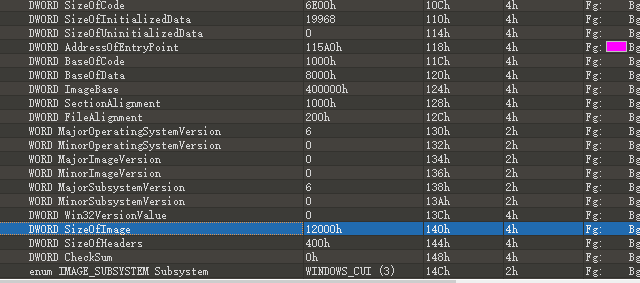 DWORD SizeOfCode 6E00h 10Ch 4h Fg: Bg
DWORD SizeOfInitializedData 19968 110h 4h Fg: Bg
DWORD SizeOfUninitializedData 0 114h 4h Fg: Bg
DWORD AddressOfEntryPoint 115A0h 118h 4h Fg: Bg
DWORD BaseOfCode 1000h 11Ch 4h Fg: Bg
DWORD BaseOfData 8000h 120h 4h Fg: Bg
DWORD ImageBase 400000h 124h 4h Fg: Bg
DWORD SectionAlignment 1000h 128h 4h Fg: Bg
DWORD FileAlignment 200h 12Ch 4h Fg: Bg
WORD MajorOperatingSystemVersion 6 130h 2h Fg: Bg
WORD MinorOperatingSystemVersion 0 132h 2h Fg: Bg
WORD MajorImageVersion 0 134h 2h Fg: Bg
WORD MinorImageVersion 0 136h 2h Fg: Bg
WORD MajorSubsystemVersion 6 138h 2h Fg: Bg
WORD MinorSubsystemVersion 0 13Ah 2h Fg: Bg
DWORD Win32VersionValue 0 13Ch 4h Fg: Bg
DWORD SizeOfImage 12000h 140h 4h Fg: Bg
DWORD SizeOfHeaders 400h 144h 4h Fg: Bg
DWORD CheckSum 0h 148h 4h Fg: Bg
enum IMAGE_SUBSYSTEM Subsystem WINDOWS_CUI (3) 14Ch 2h Fg: Bg